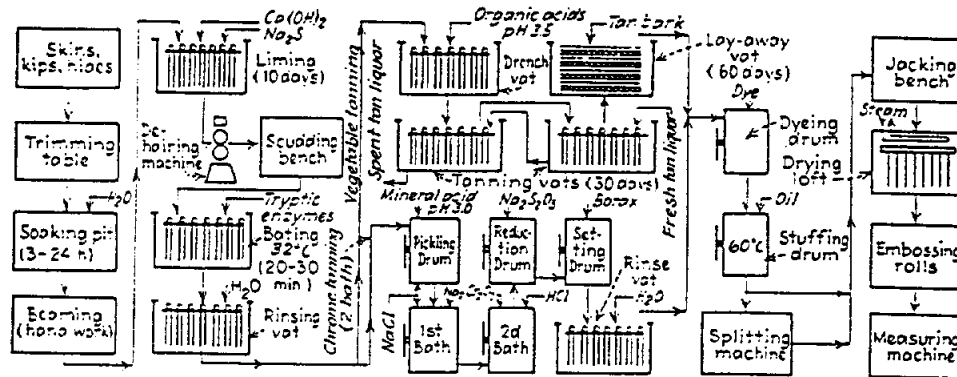 Skins,
kips, hides
Trimming
table
H₂O
Soaking pit
(3-24 h)
Beaming
(hand work)
Ca(OH)₂
Na₂S
Liming
(10 days)
De-
hairing
machine
Scudding
bench
Tryptic
enzymes
Bating
32°C
(20-30
min)
H₂O
Rinsing
vat
Vegetable tanning
Spent tan liquor
Chrome tanning
(2 bath)
Organic acids
pH 3.5
Drench
vat
Tan bark
Lay-away
vat
(60 days)
Tanning vats (30 days)
Fresh tan liquor
Mineral acid
pH 3.0
Pickling
Drum
NaCl
1st
Bath
Na₂S₂O₃
Reduction
Drum
HCl
2d
Bath
Borax
Set-
ting
Drum
Rinse
vat
H₂O
Dye
Dyeing
drum
Oil
60°C
Stuffing
drum
Splitting
machine
Jacking
bench
Steam
Drying
loft
Embossing
rolls
Measuring
machine